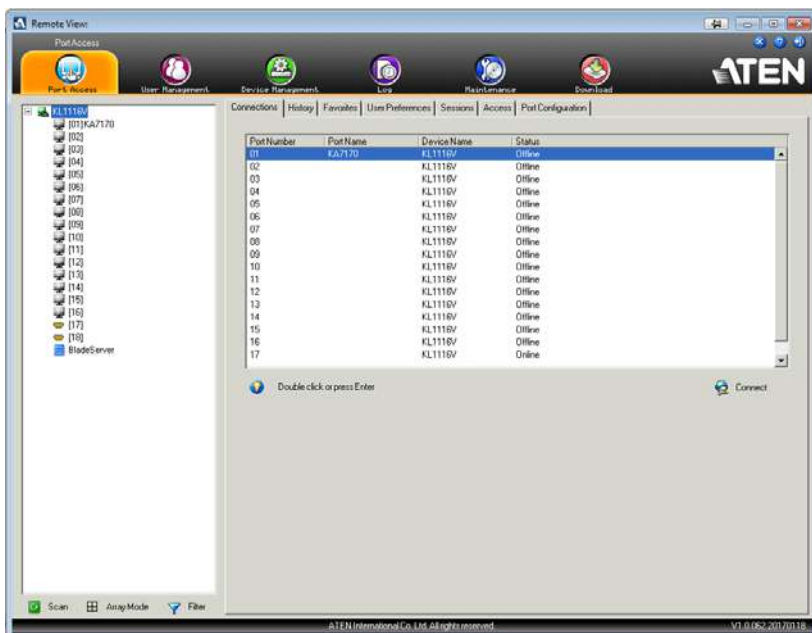 Remote View:
Port Access
Port Access User Management Device Management Log Maintenance Download
ATEN
KL1116V
[01]KA7170
[02]
[03]
[04]
[05]
[06]
[07]
[08]
[09]
[10]
[11]
[12]
[13]
[14]
[15]
[16]
[17]
[18]
BladeServer
Connections History Favorites User Preferences Sessions Access Port Configuration
Port Number Port Name Device Name Status
01 KA7170 KL1116V Offline
02 KL1116V Offline
03 KL1116V Offline
04 KL1116V Offline
05 KL1116V Offline
06 KL1116V Offline
07 KL1116V Offline
08 KL1116V Offline
09 KL1116V Offline
10 KL1116V Offline
11 KL1116V Offline
12 KL1116V Offline
13 KL1116V Offline
14 KL1116V Offline
15 KL1116V Offline
16 KL1116V Offline
17 KL1116V Online
Double click or press Enter
Connect
Scan Array Mode Filter
ATEN International Co. Ltd. All rights reserved.
V1.0.062.20170118